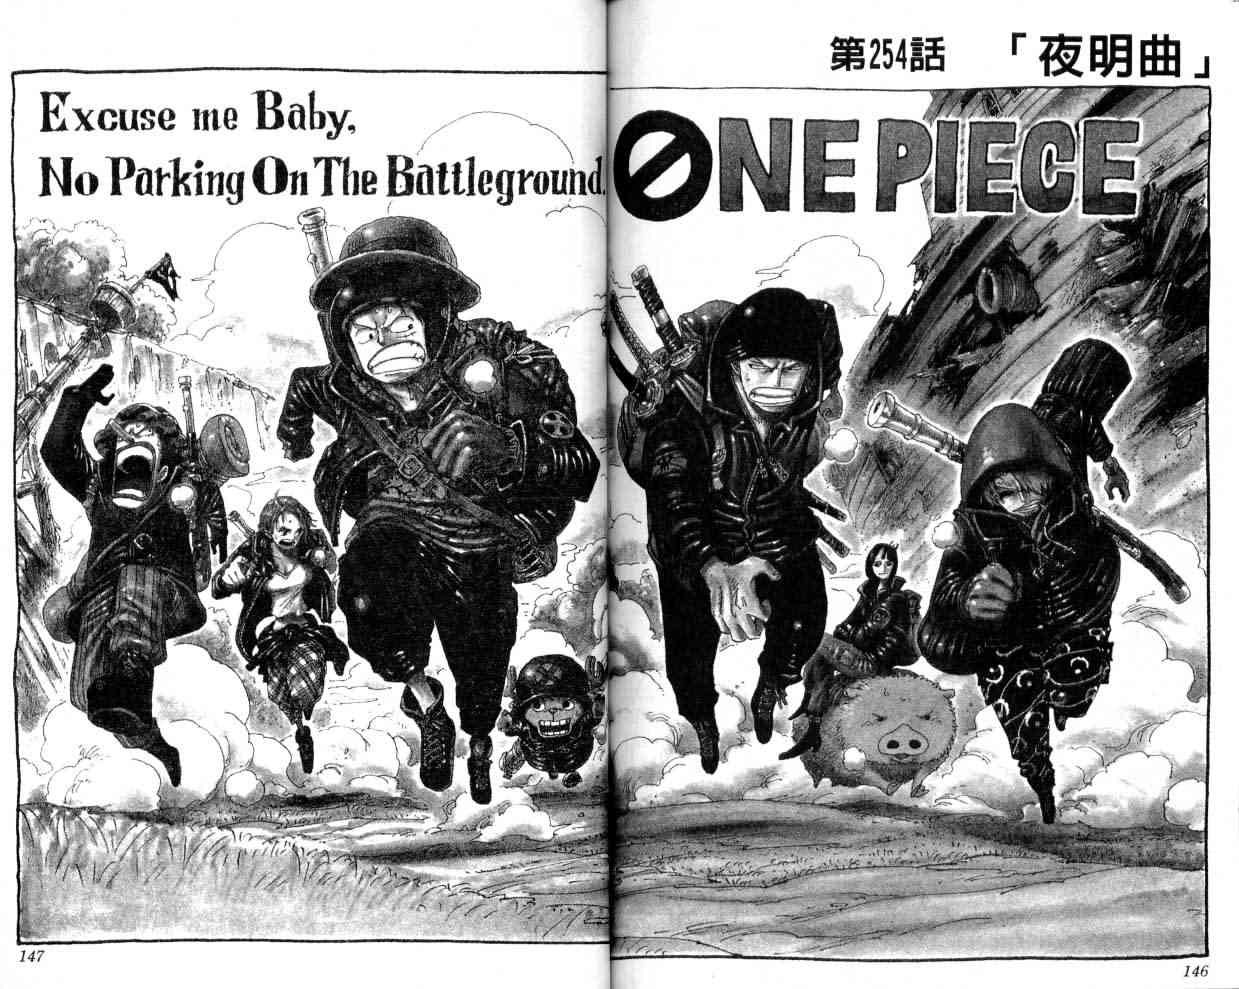 第254話 「夜明曲」
Excuse me Baby,
No Parking On The Battleground.
ONE PIECE
147
146